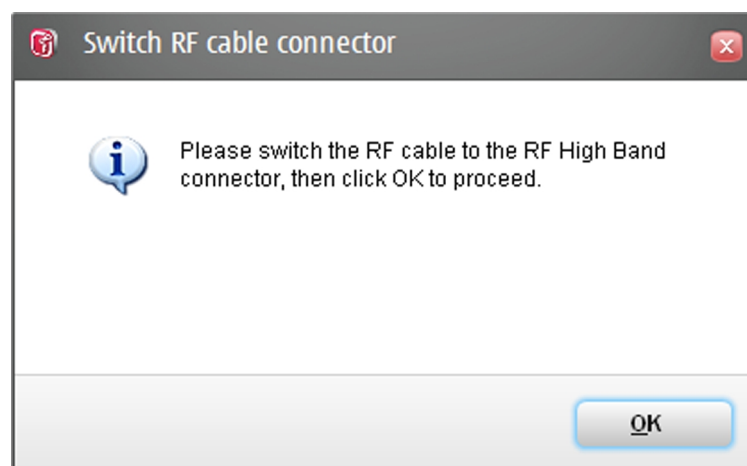 Switch RF cable connector
Please switch the RF cable to the RF High Band
connector, then click OK to proceed.
OK